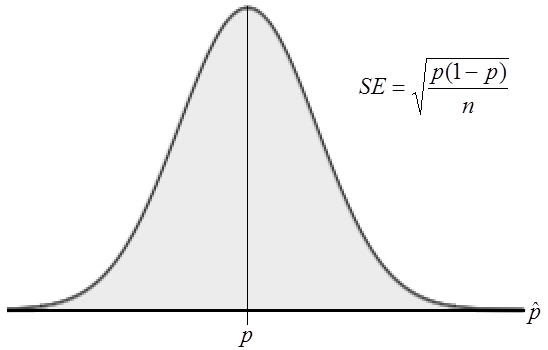 SE = √(p(1 − p)/n)
p̂
p